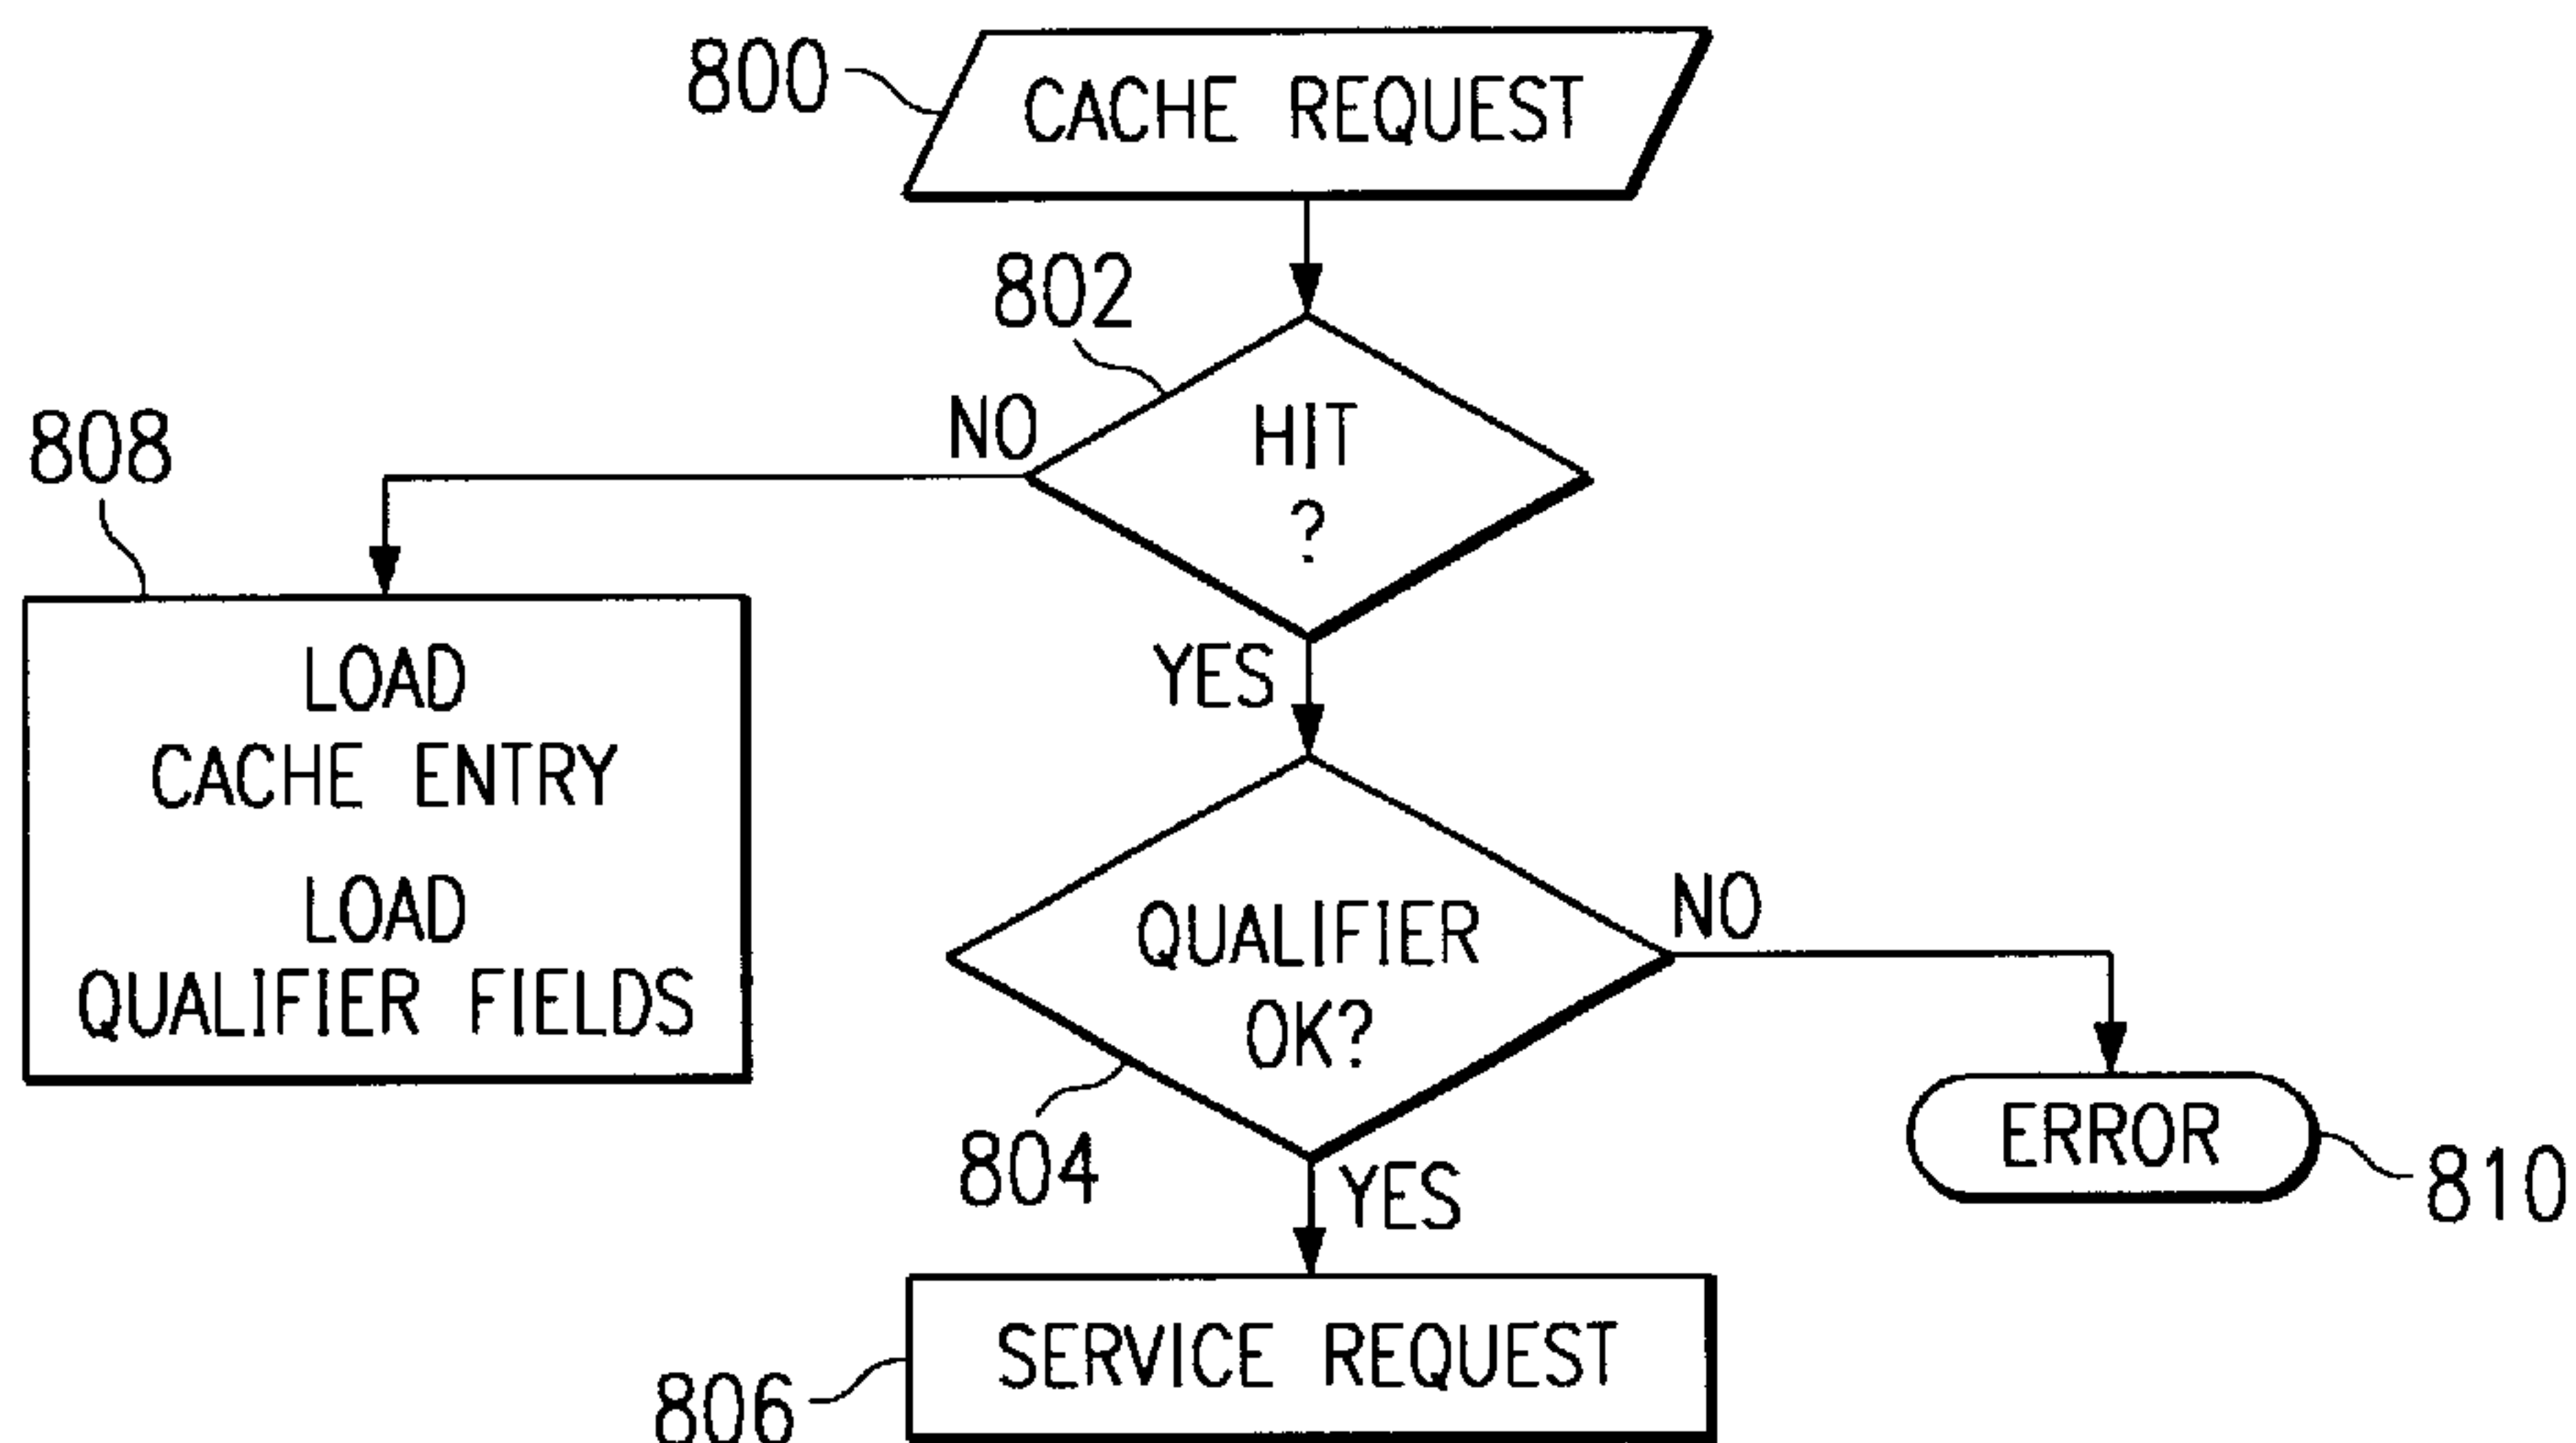 800
CACHE REQUEST
802
NO
HIT
?
808
YES
LOAD
CACHE ENTRY
LOAD
QUALIFIER FIELDS
QUALIFIER
OK?
NO
804
YES
ERROR
810
SERVICE REQUEST
806